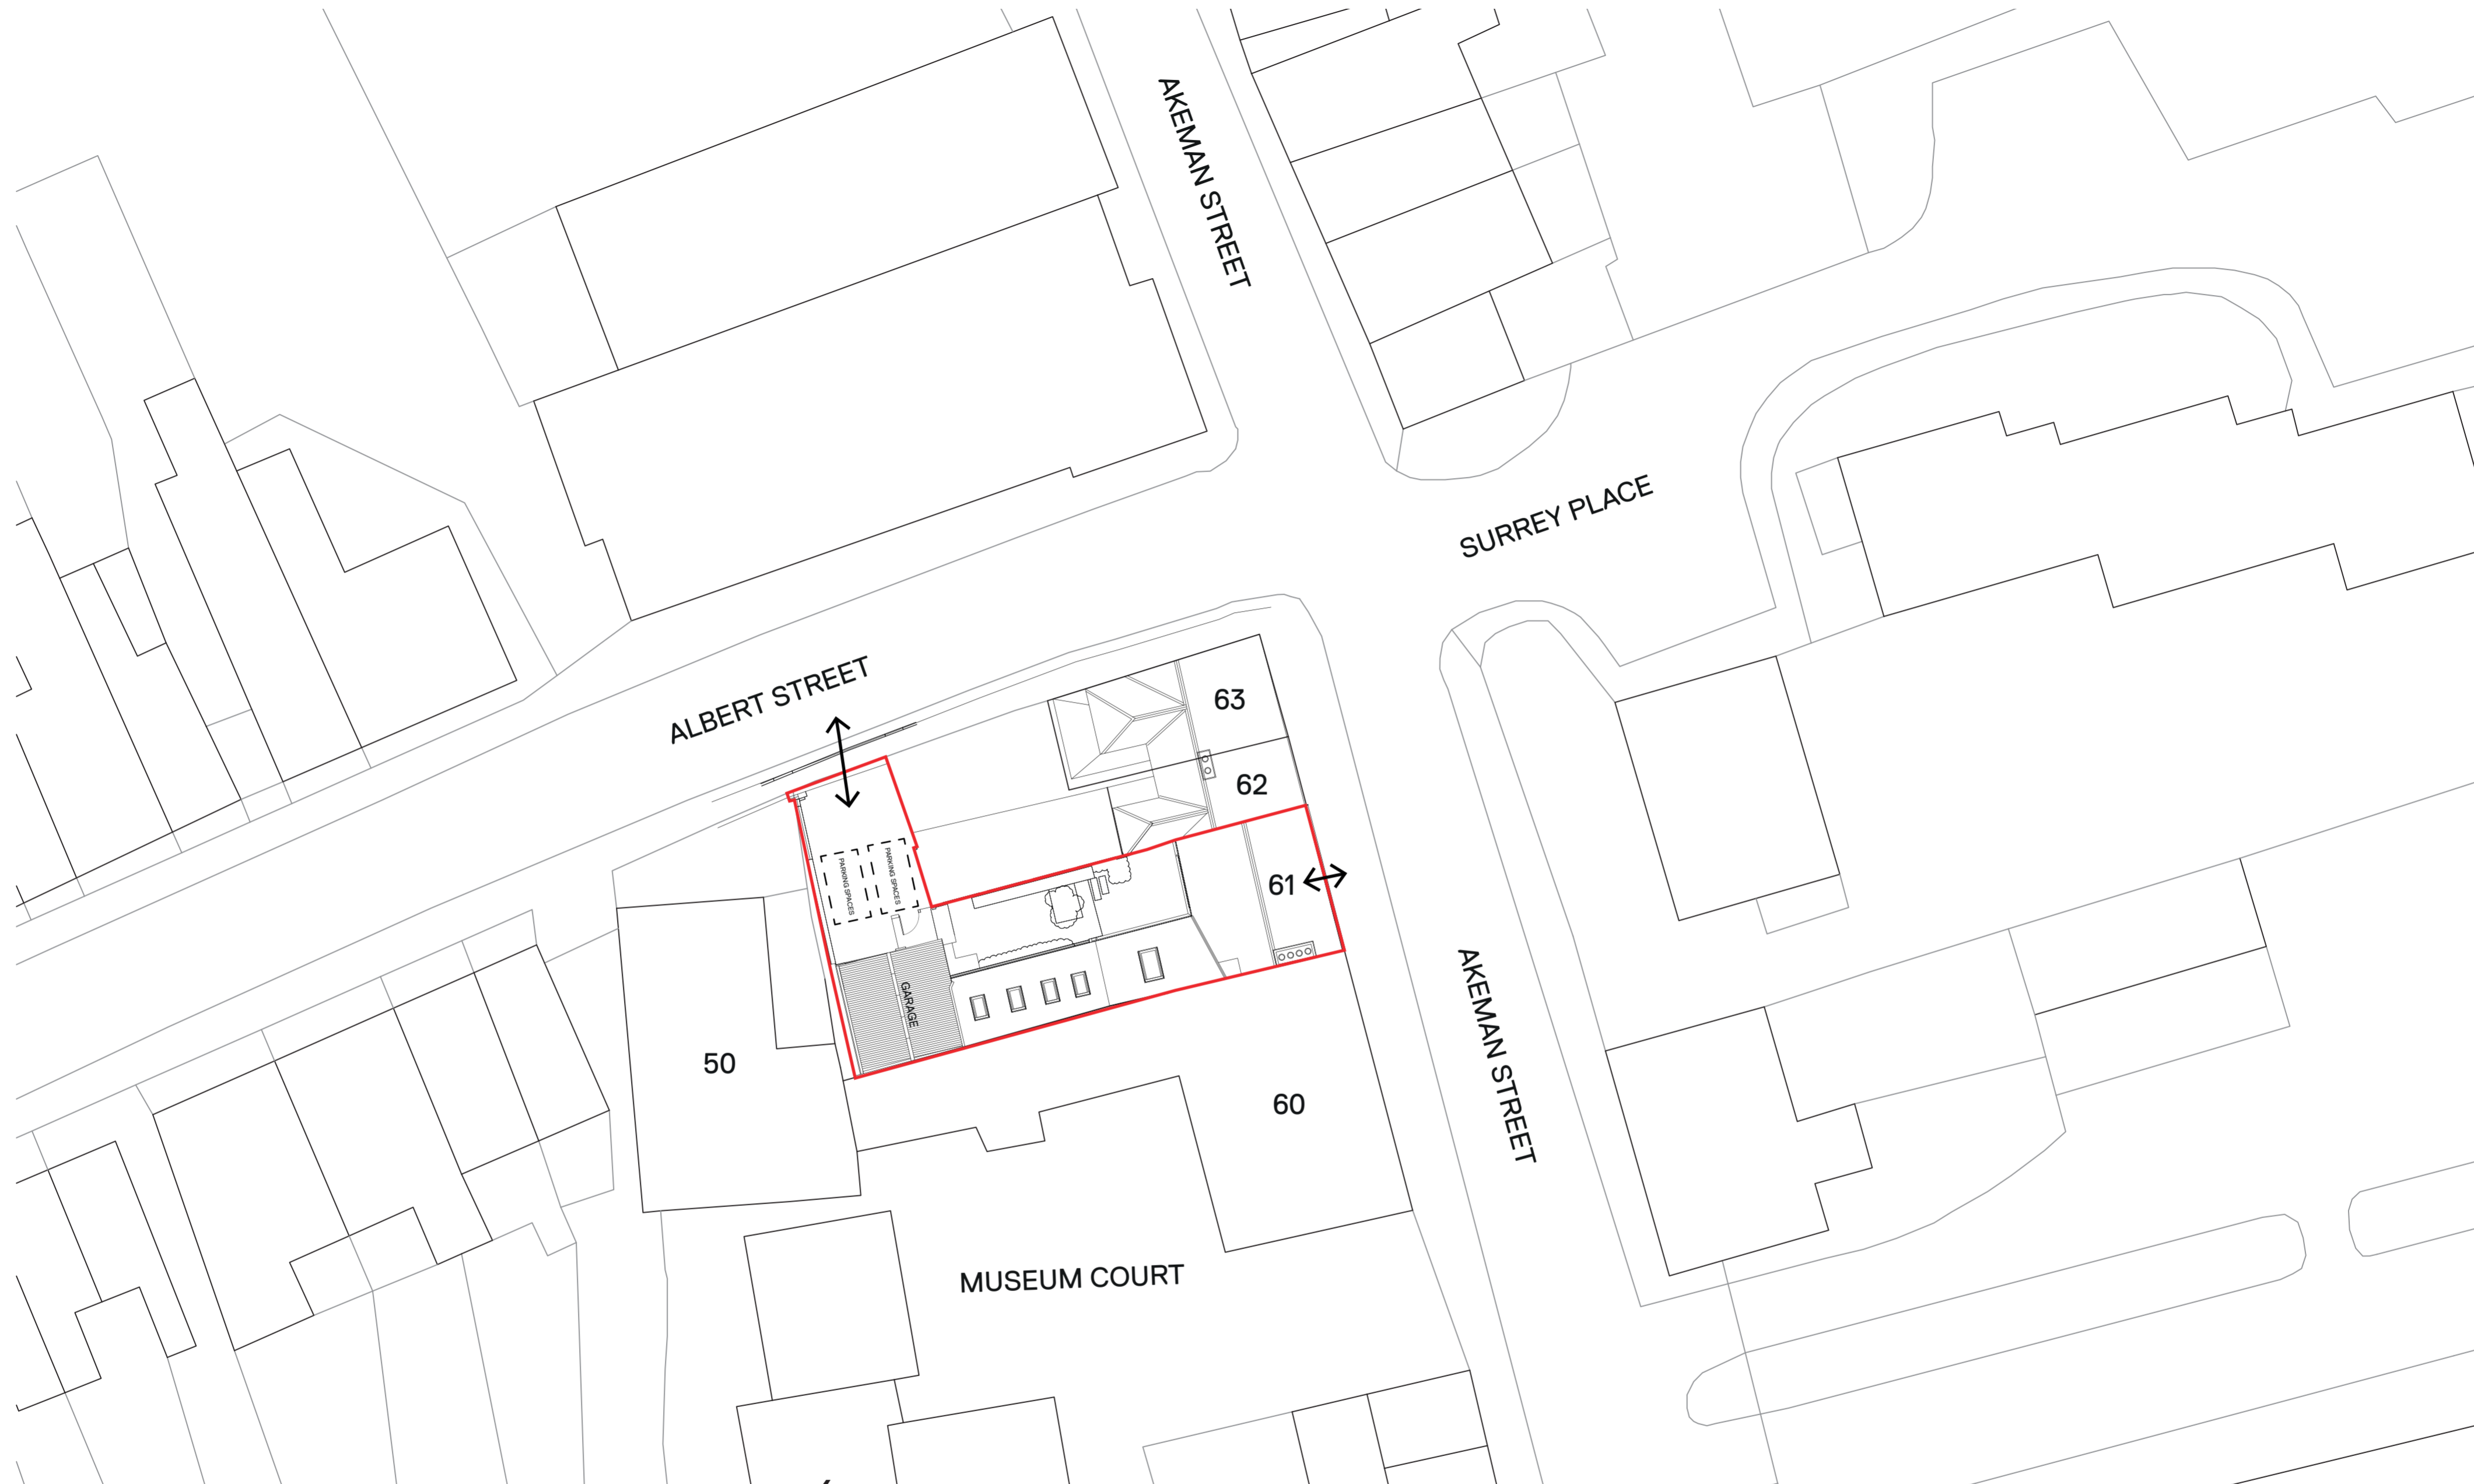 AKEMAN STREET
SURREY PLACE
ALBERT STREET
63
62
61
PARKING SPACES
PARKING SPACES
GARAGE
50
60
AKEMAN STREET
MUSEUM COURT